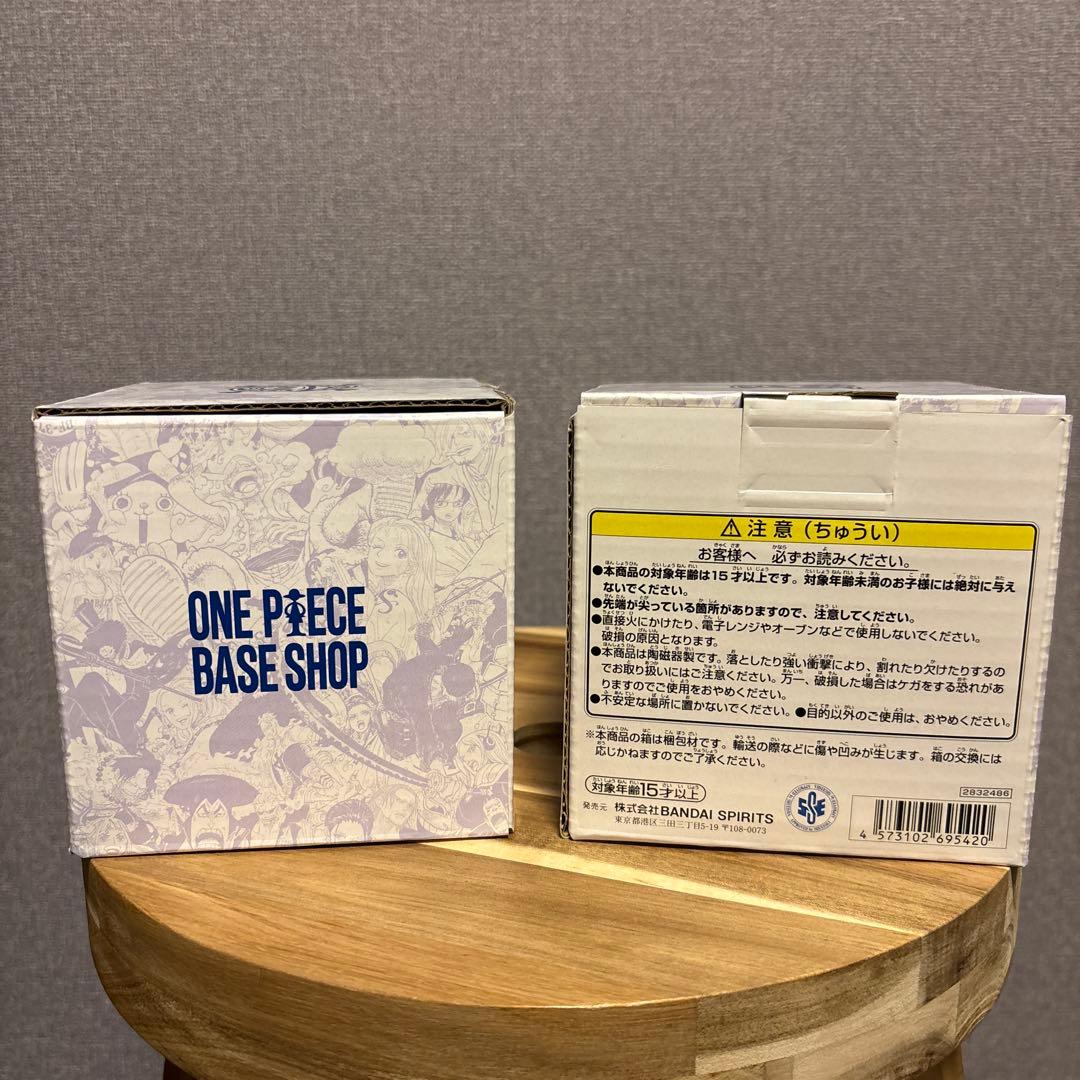 ONE PIECE
BASE SHOP
⚠注意（ちゅうい）
お客様へ 必ずお読みください。
●本商品の対象年齢は15才以上です。対象年齢未満のお子様には絶対に与え
ないでください。
●先端が尖っている箇所がありますので、注意してください。
●直接火にかけたり、電子レンジやオーブンなどで使用しないでください。
破損の原因となります。
●本商品は陶磁器製です。落としたり強い衝撃により、割れたり欠けたりするの
でお取り扱いにはご注意ください。万一、破損した場合はケガをする恐れがあ
りますのでご使用をおやめください。
●不安定な場所に置かないでください。●目的以外のご使用は、おやめください。
※本商品の箱は梱包材です。輸送の際などに傷や凹みが生じます。箱の交換には
応じかねますのでご了承ください。
対象年齢15才以上
発売元 株式会社BANDAI SPIRITS
東京都港区三田三丁目5-19 〒108-0073
2832486
4 573102 695420